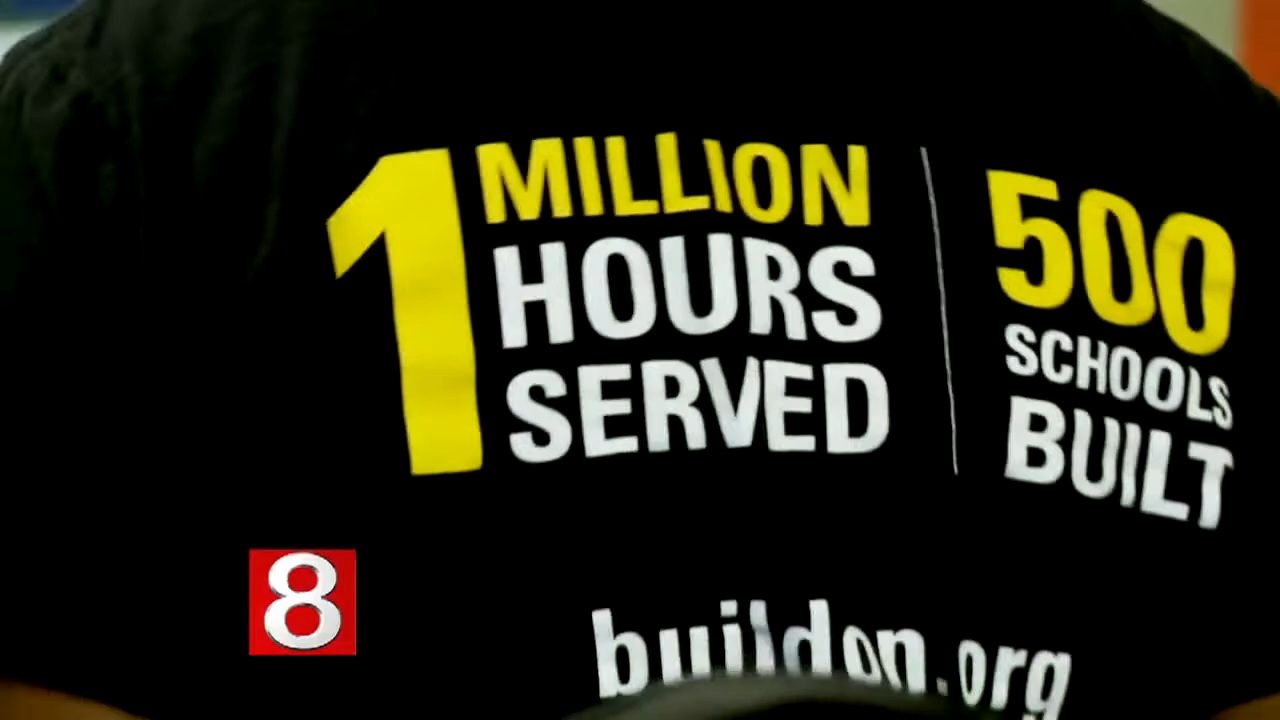 1 MILLION
HOURS
SERVED
500
SCHOOLS
BUILT
8
buildon.org